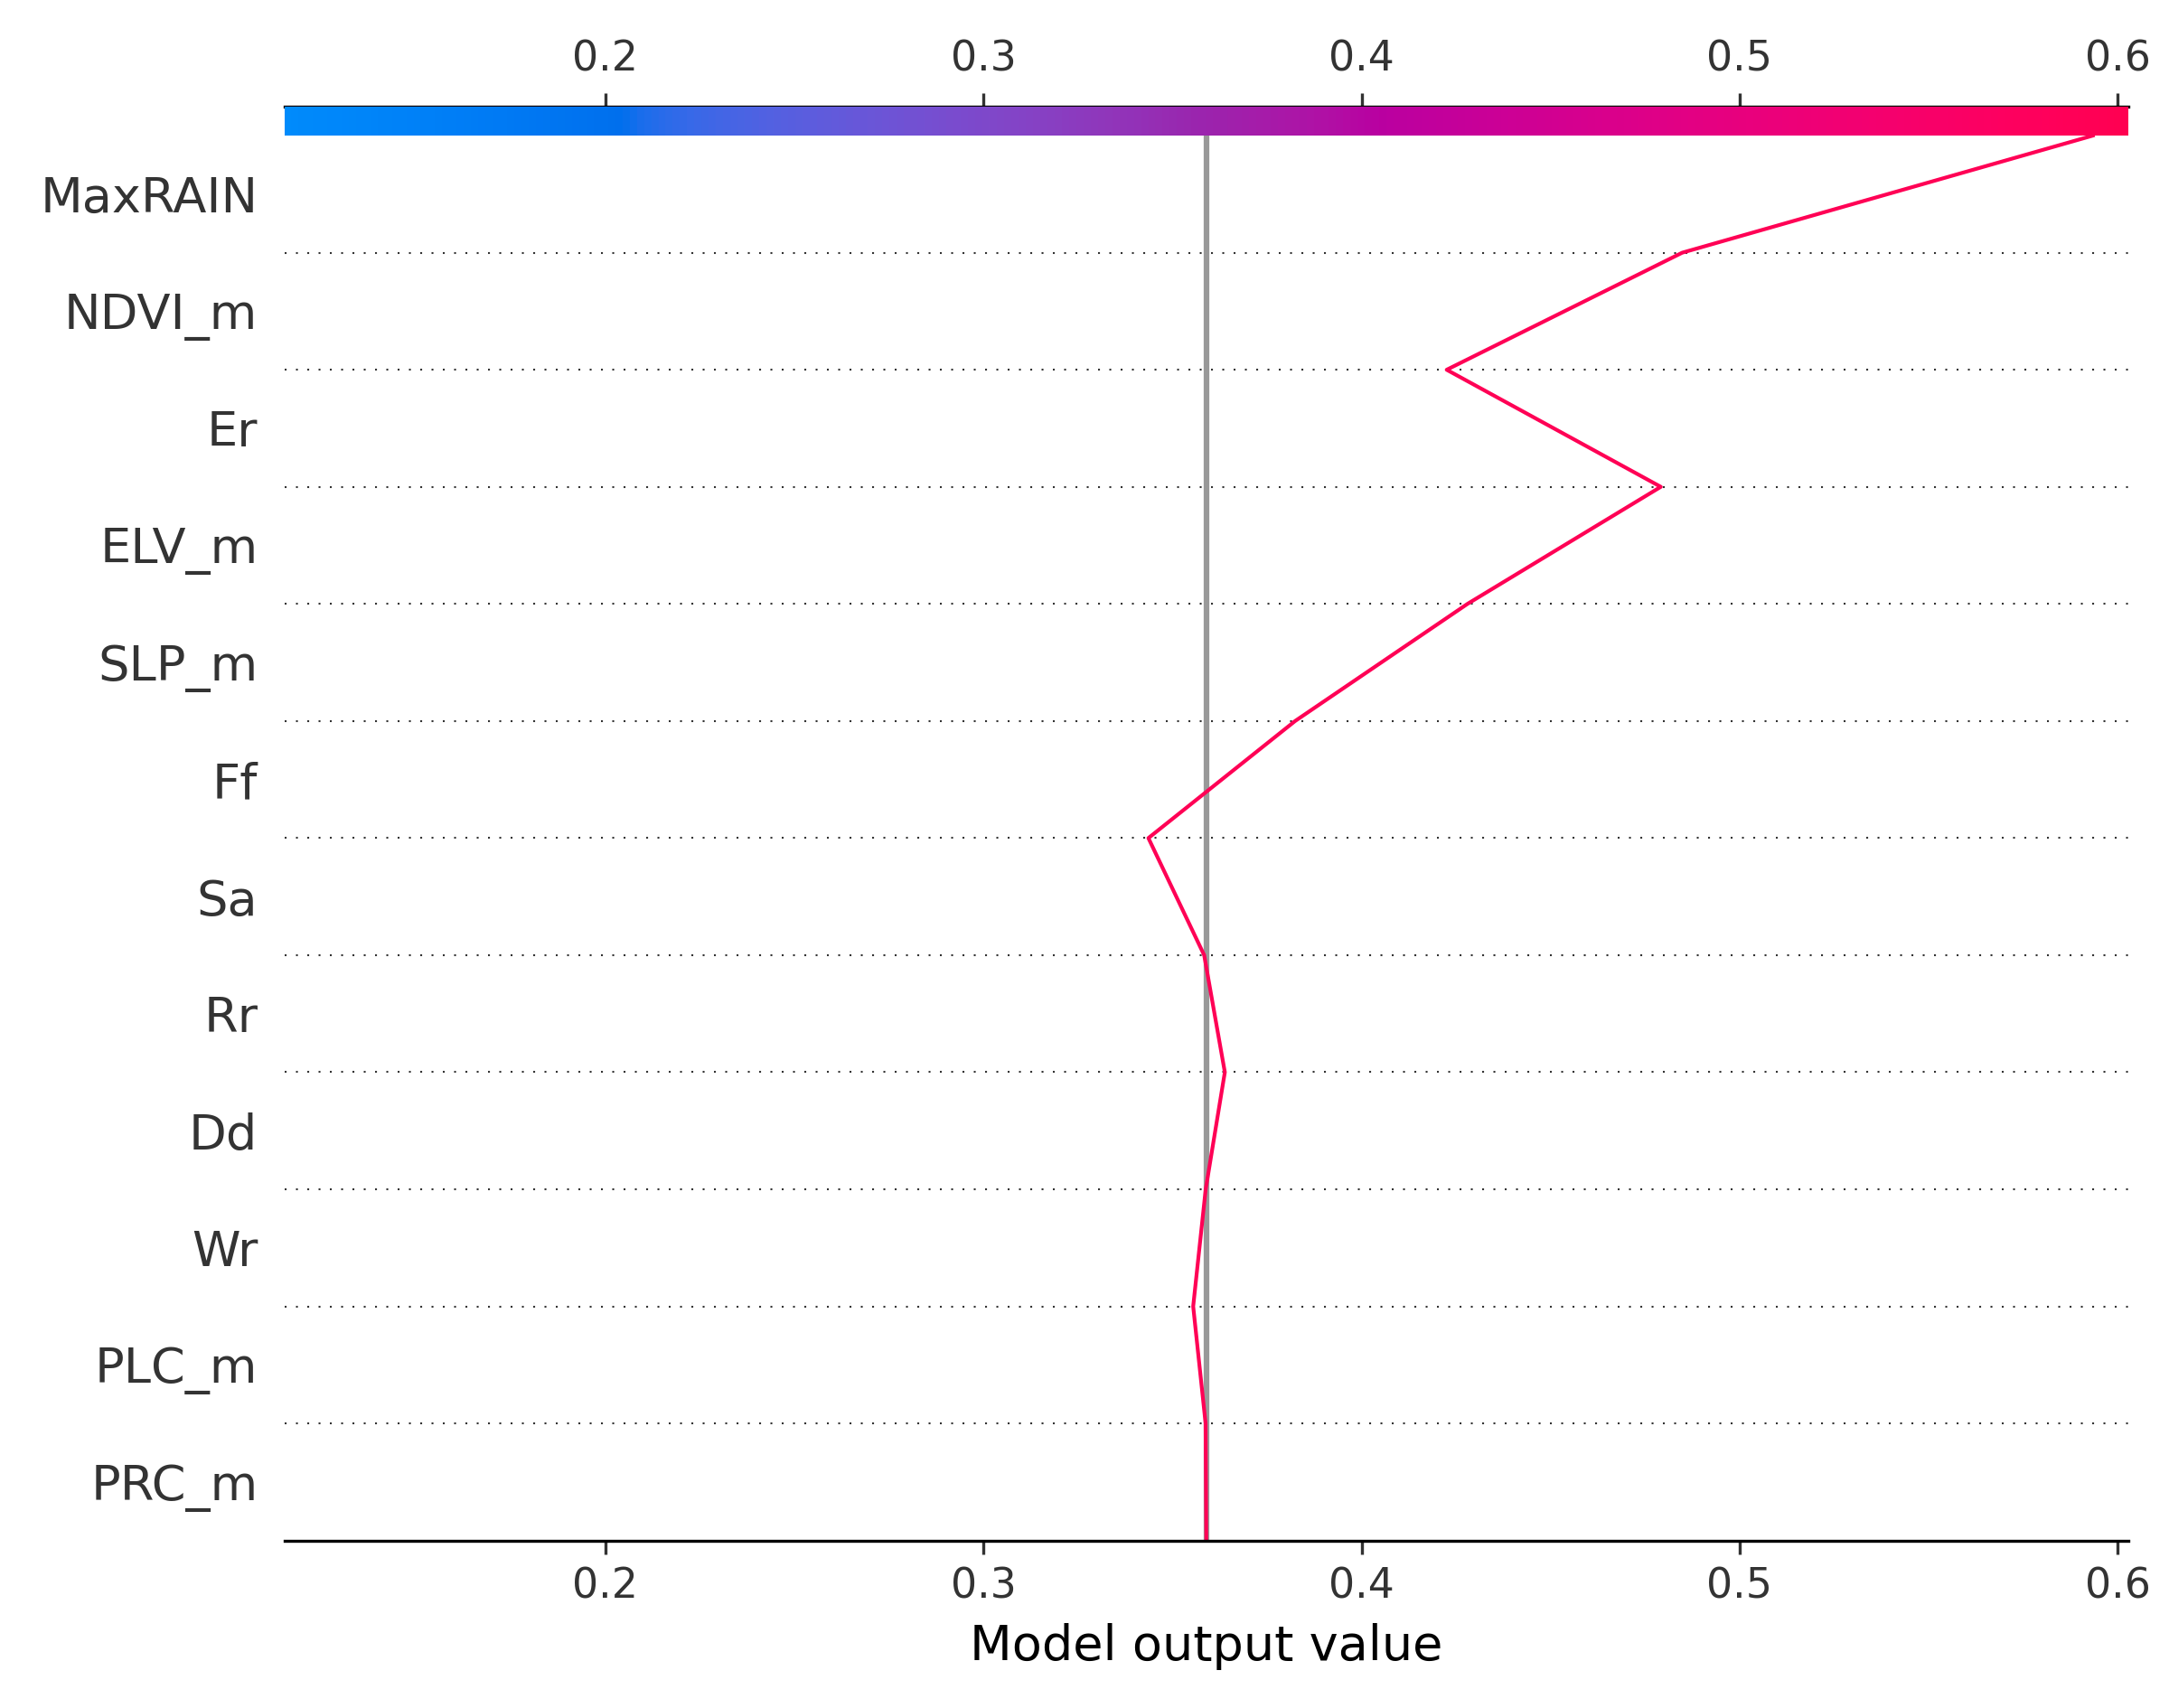 0.2 0.3 0.4 0.5 0.6
MaxRAIN
NDVI_m
Er
ELV_m
SLP_m
Ff
Sa
Rr
Dd
Wr
PLC_m
PRC_m
0.2 0.3 0.4 0.5 0.6
Model output value